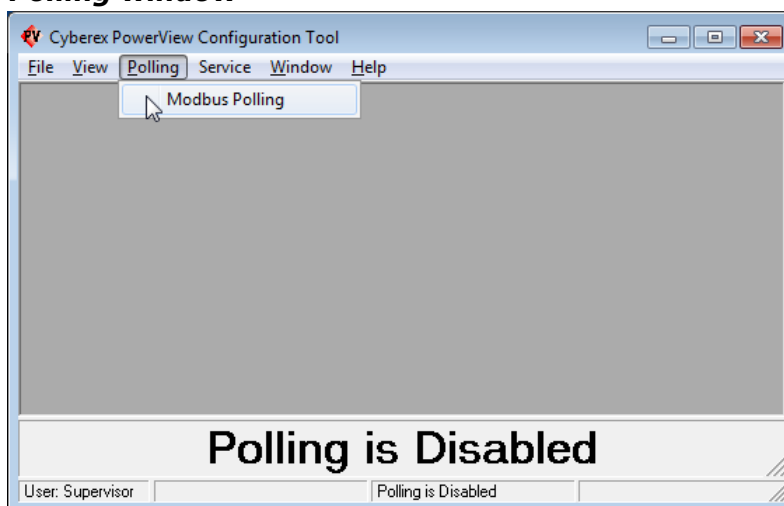 Polling Window
PV Cyberex PowerView Configuration Tool
File View Polling Service Window Help
Modbus Polling
Polling is Disabled
User: Supervisor Polling is Disabled